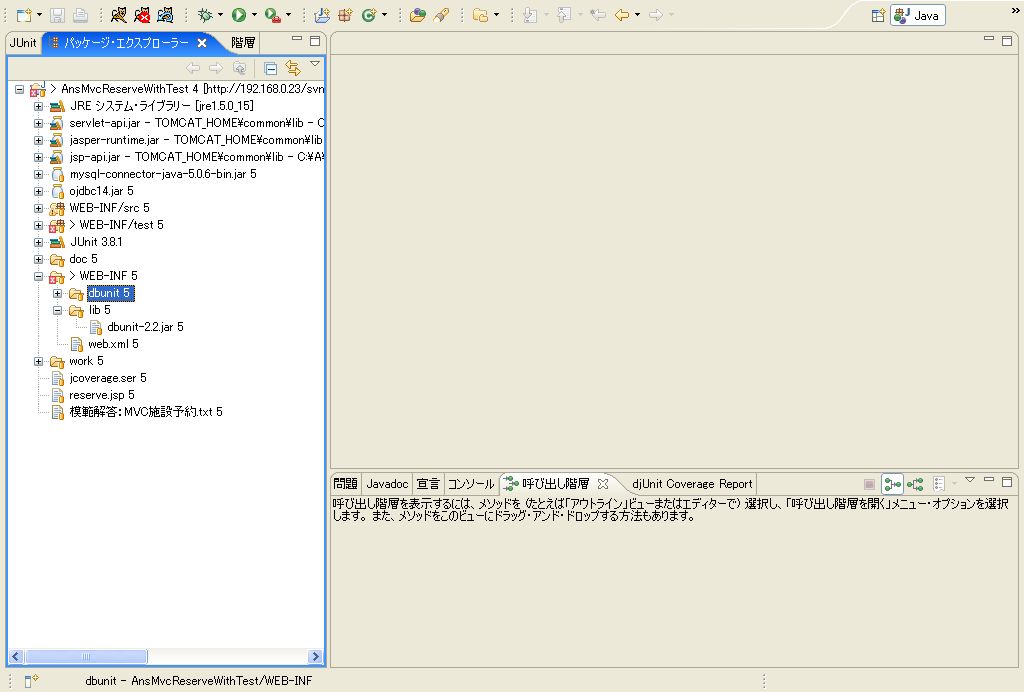 Java
»
JUnit
パッケージ・エクスプローラー
階層
> AnsMvcReserveWithTest 4 [http://192.168.0.23/svn
JRE システム・ライブラリー [jre1.5.0_15]
servlet-api.jar - TOMCAT_HOME¥common¥lib - C
jasper-runtime.jar - TOMCAT_HOME¥common¥lib
jsp-api.jar - TOMCAT_HOME¥common¥lib - C:¥A¥
mysql-connector-java-5.0.6-bin.jar 5
ojdbc14.jar 5
WEB-INF/src 5
> WEB-INF/test 5
JUnit 3.8.1
doc 5
> WEB-INF 5
dbunit 5
lib 5
dbunit-2.2.jar 5
web.xml 5
work 5
jcoverage.ser 5
reserve.jsp 5
模範解答：MVC施設予約.txt 5
問題
Javadoc
宣言
コンソール
呼び出し階層
djUnit Coverage Report
呼び出し階層を表示するには、メソッドを (たとえば「アウトライン」ビューまたはエディターで) 選択し、「呼び出し階層を開く」メニュー・オプションを選択
します。また、メソッドをこのビューにドラッグ・アンド・ドロップする方法もあります。
dbunit - AnsMvcReserveWithTest/WEB-INF